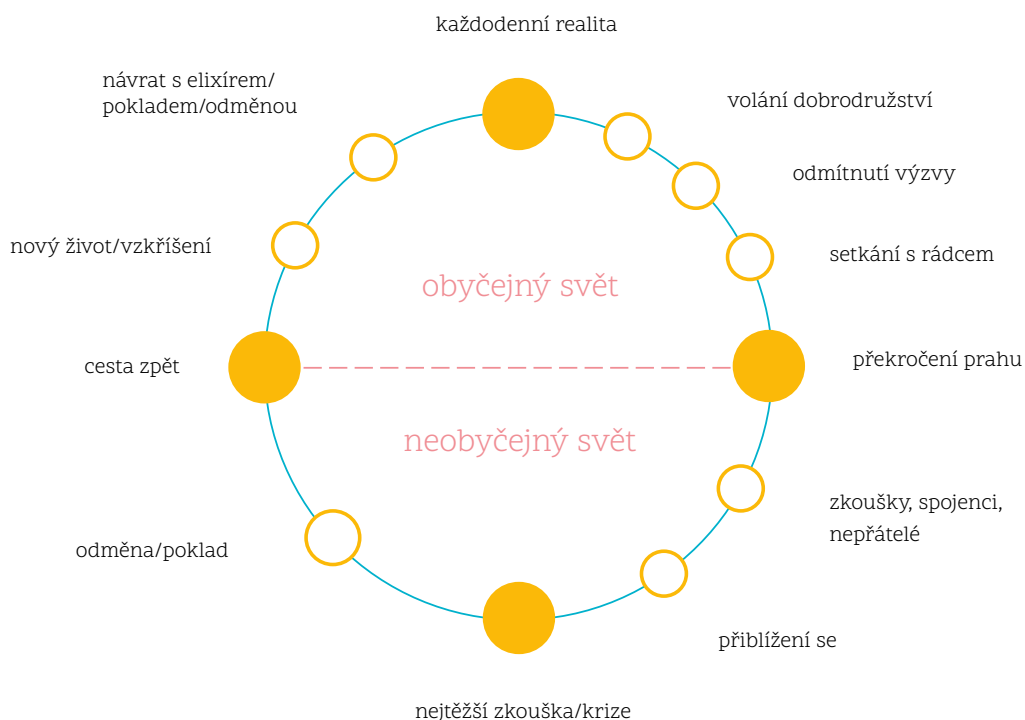 každodenní realita
návrat s elixírem/
pokladem/odměnou
volání dobrodružství
odmítnutí výzvy
nový život/vzkříšení
setkání s rádcem
obyčejný svět
cesta zpět
překročení prahu
neobyčejný svět
zkoušky, spojenci,
nepřátelé
odměna/poklad
přiblížení se
nejtěžší zkouška/krize